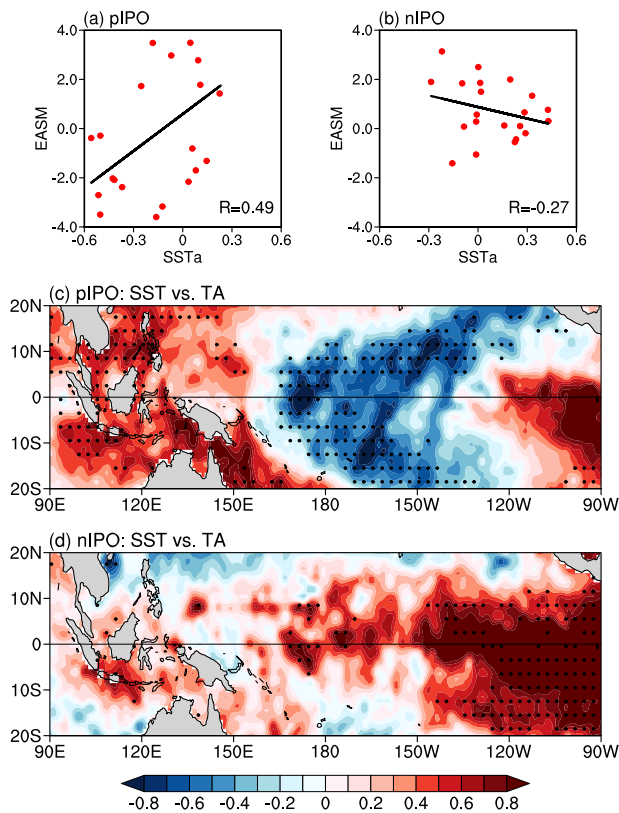 (a) pIPO
(b) nIPO
4.0
2.0
0.0
-2.0
-4.0
EASM
R=0.49
-0.6
-0.3
0
0.3
0.6
SSTa
4.0
2.0
0.0
-2.0
-4.0
EASM
R=-0.27
-0.6
-0.3
0
0.3
0.6
SSTa
(c) pIPO: SST vs. TA
20N
10N
0
10S
20S
90E
120E
150E
180
150W
120W
90W
(d) nIPO: SST vs. TA
20N
10N
0
10S
20S
90E
120E
150E
180
150W
120W
90W
-0.8
-0.6
-0.4
-0.2
0
0.2
0.4
0.6
0.8